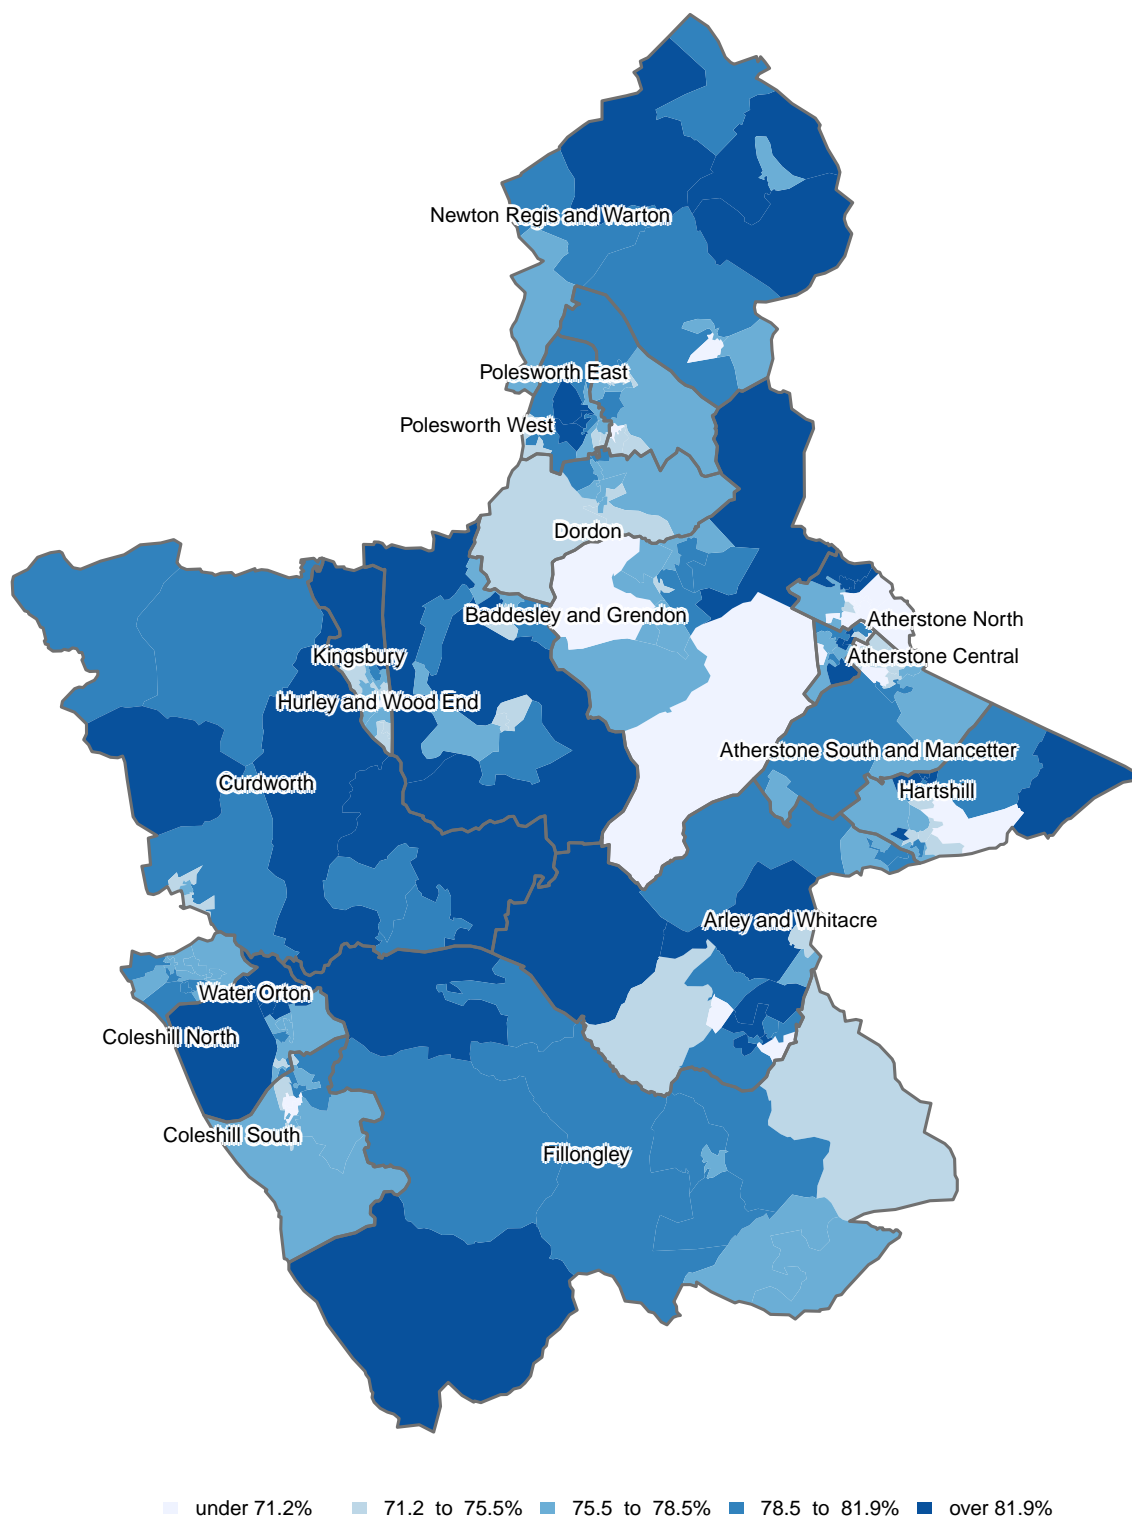 Newton Regis and Warton
Polesworth East
Polesworth West
Dordon
Baddesley and Grendon
Atherstone North
Kingsbury
Atherstone Central
Hurley and Wood End
Atherstone South and Mancetter
Curdworth
Hartshill
Arley and Whitacre
Water Orton
Coleshill North
Coleshill South
Fillongley
under 71.2% 71.2 to 75.5% 75.5 to 78.5% 78.5 to 81.9% over 81.9%